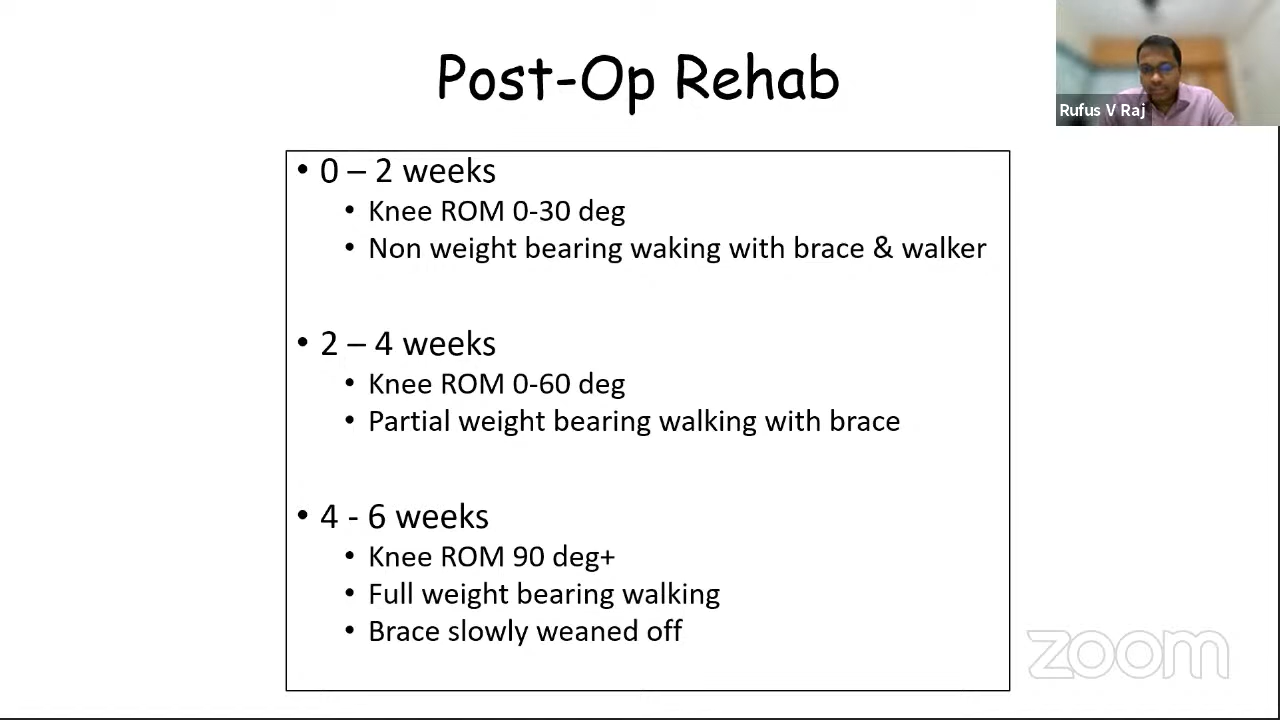 Post-Op Rehab
Rufus V Raj
• 0 – 2 weeks
• Knee ROM 0-30 deg
• Non weight bearing waking with brace & walker
• 2 – 4 weeks
• Knee ROM 0-60 deg
• Partial weight bearing walking with brace
• 4 - 6 weeks
• Knee ROM 90 deg+
• Full weight bearing walking
• Brace slowly weaned off
zoom